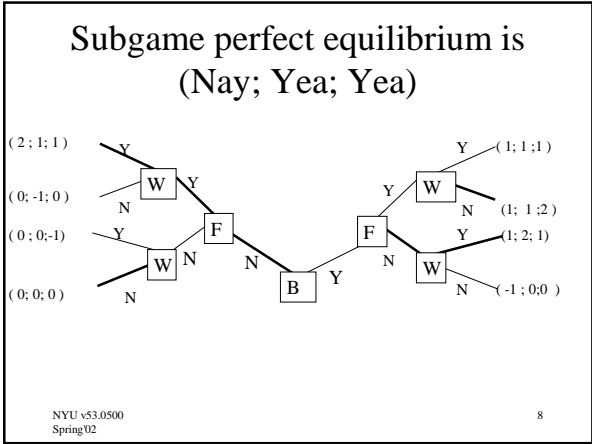 Subgame perfect equilibrium is
(Nay; Yea; Yea)
( 2 ; 1; 1 )
Y
Y
( 1; 1 ;1 )
W
Y
Y
W
( 0; -1; 0 )
N
N
(1; 1 ;2 )
( 0 ; 0;-1)
Y
F
F
Y
(1; 2; 1)
W
N
N
B
Y
N
W
( 0; 0; 0 )
N
N
( -1 ; 0;0 )
NYU v53.0500
Spring'02
8